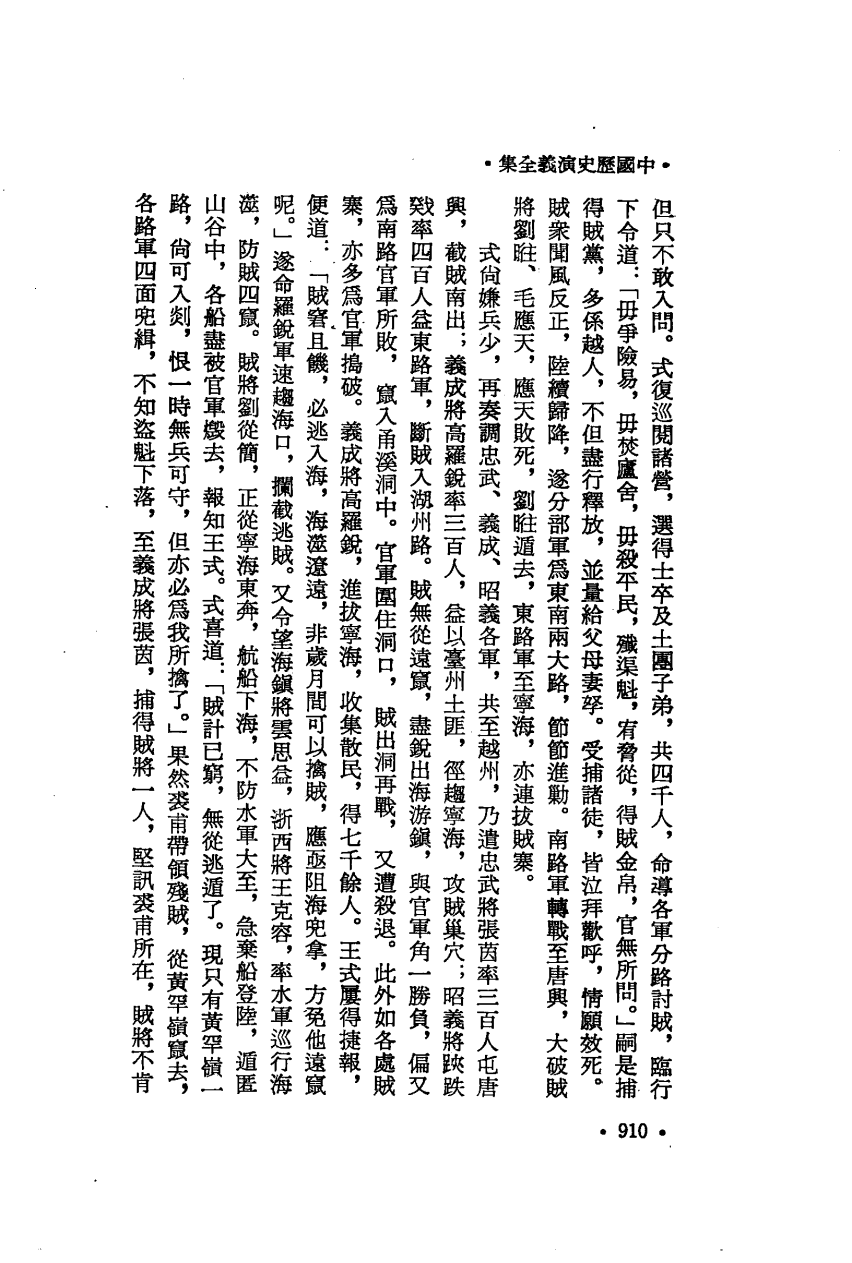 •中國歷史演義全集•
但只不敢入問。式復巡閱諸營，選得士卒及土團子弟，共四千人，命導各軍分路討賊，臨行
下令道：「毋爭險易，毋焚廬舍，毋殺平民，殲渠魁，宥脅從，得賊金帛，官無所問。」嗣是捕
得賊黨，多係越人，不但盡行釋放，並量給父母妻孥。受捕諸徒，皆泣拜歡呼，情願效死。
賊衆聞風反正，陸續歸降，遂分部軍爲東南兩大路，節節進勦。南路軍轉戰至唐興，大破賊
將劉暀、毛應天，應天敗死，劉暀遁去，東路軍至寧海，亦連拔賊寨。
式尙嫌兵少，再奏調忠武、義成、昭義各軍，共至越州，乃遣忠武將張茵率三百人屯唐
興，截賊南出；義成將高羅銳率三百人，益以臺州土匪，徑趨寧海，攻賊巢穴；昭義將跌跌
戣率四百人益東路軍，斷賊入湖州路。賊無從遠竄，盡銳出海游鎭，與官軍角一勝負，偏又
爲南路官軍所敗，竄入甬溪洞中。官軍圍住洞口，賊出洞再戰，又遭殺退。此外如各處賊
寨，亦多爲官軍搗破。義成將高羅銳，進拔寧海，收集散民，得七千餘人。王式屢得捷報，
便道：「賊窘且饑，必逃入海，海澨遼遠，非歲月間可以擒賊，應亟阻海兜拿，方免他遠竄
呢。」遂命羅銳軍速趨海口，攔截逃賊。又令望海鎭將雲思益，浙西將王克容，率水軍巡行海
澨，防賊四竄。賊將劉從簡，正從寧海東奔，航船下海，不防水軍大至，急棄船登陸，遁匿
山谷中，各船盡被官軍燬去，報知王式。式喜道：「賊計已窮，無從逃遁了。現只有黃罕嶺一
路，尙可入剡，恨一時無兵可守，但亦必爲我所擒了。」果然裘甫帶領殘賊，從黃罕嶺竄去，
各路軍四面兜緝，不知盜魁下落，至義成將張茵，捕得賊將一人，堅訊裘甫所在，賊將不肯
•910•